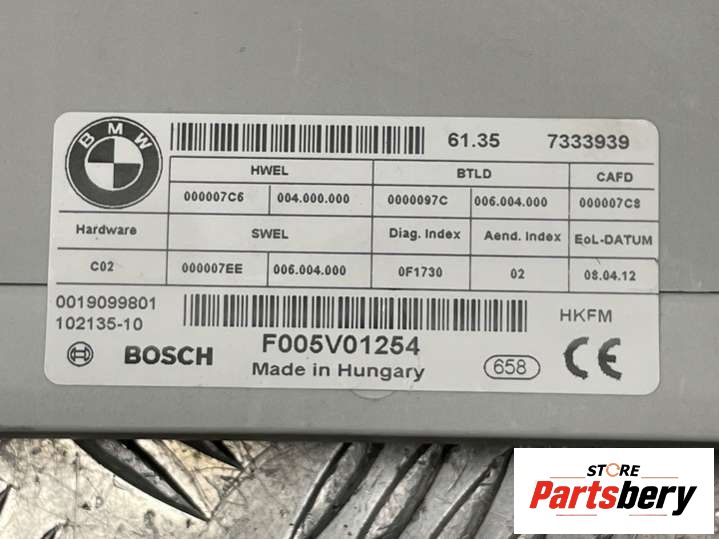 BMW
61.35 7333939
HWEL BTLD CAFD
000007C6 004.000.000 0000097C 006.004.000 000007C8
Hardware SWEL Diag. Index Aend. Index EoL-DATUM
C02 000007EE 006.004.000 0F1730 02 08.04.12
0019099801
102135-10
HKFM
BOSCH F005V01254
Made in Hungary
658
CE
STORE
Partsbery